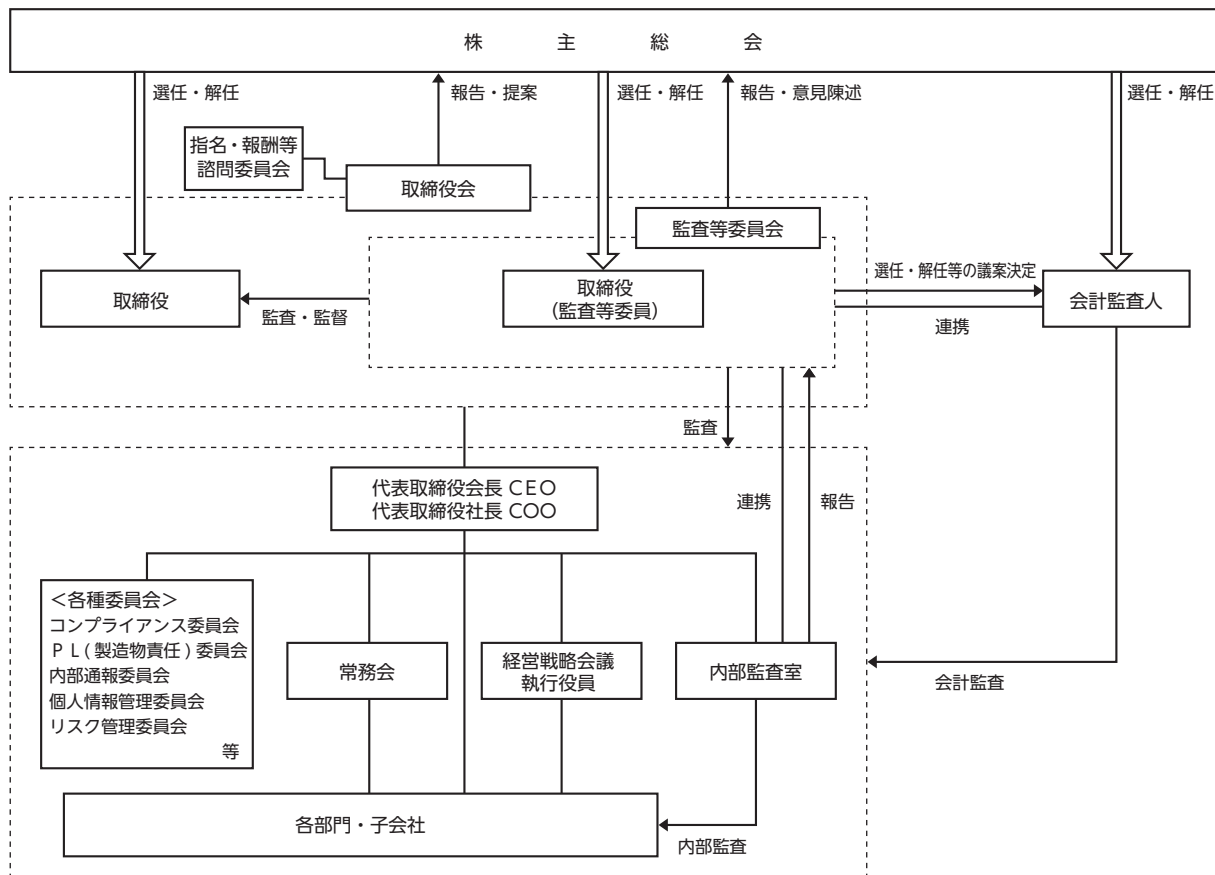 株主総会
選任・解任
報告・提案
選任・解任
報告・意見陳述
選任・解任
指名・報酬等
諮問委員会
取締役会
監査等委員会
取締役
監査・監督
取締役
(監査等委員)
選任・解任等の議案決定
連携
会計監査人
監査
代表取締役会長 CEO
代表取締役社長 COO
連携
報告
＜各種委員会＞
コンプライアンス委員会
PL(製造物責任)委員会
内部通報委員会
個人情報管理委員会
リスク管理委員会
等
常務会
経営戦略会議
執行役員
内部監査室
会計監査
各部門・子会社
内部監査